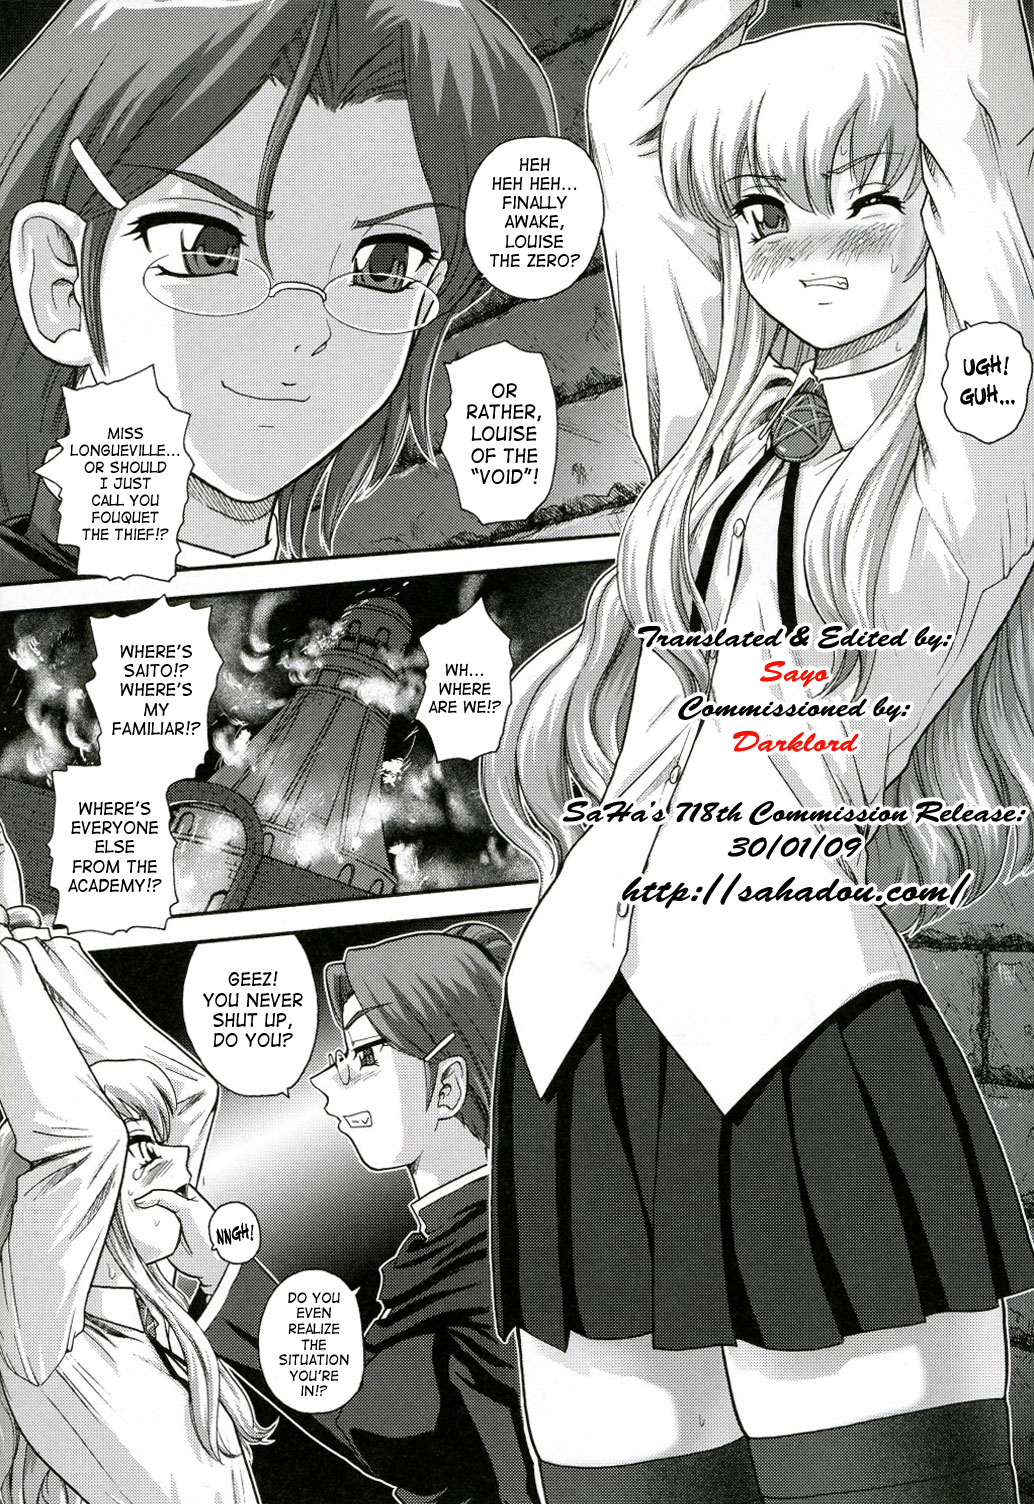 HEH
HEH HEH...
FINALLY
AWAKE,
LOUISE
THE ZERO?
UGH!
GUH...
OR
RATHER,
LOUISE
OF THE
"VOID"!
MISS
LONGUEVILLE...
OR SHOULD
I JUST
CALL YOU
FOUQUET
THE THIEF!?
WH...
WHERE
ARE WE!?
WHERE'S
SAITO!?
WHERE'S
MY
FAMILIAR!?
WHERE'S
EVERYONE
ELSE
FROM THE
ACADEMY!?
Translated & Edited by:
Sayo
Commissioned by:
Darklord
SaHa's 718th Commission Release:
30/01/09
http://sahadou.com/
GEEZ!
YOU NEVER
SHUT UP,
DO YOU?
NNGH!
DO YOU
EVEN
REALIZE
THE
SITUATION
YOU'RE
IN!?